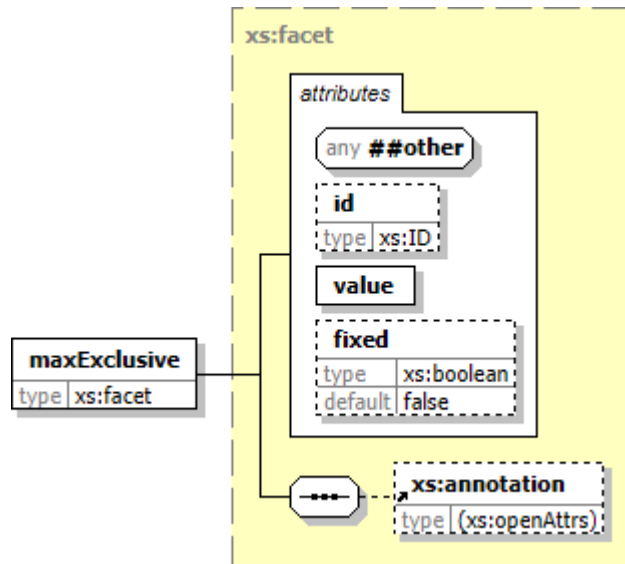 xs:facet
attributes
any ##other
id
type xs:ID
value
fixed
type xs:boolean
default false
maxExclusive
type xs:facet
xs:annotation
type (xs:openAttrs)